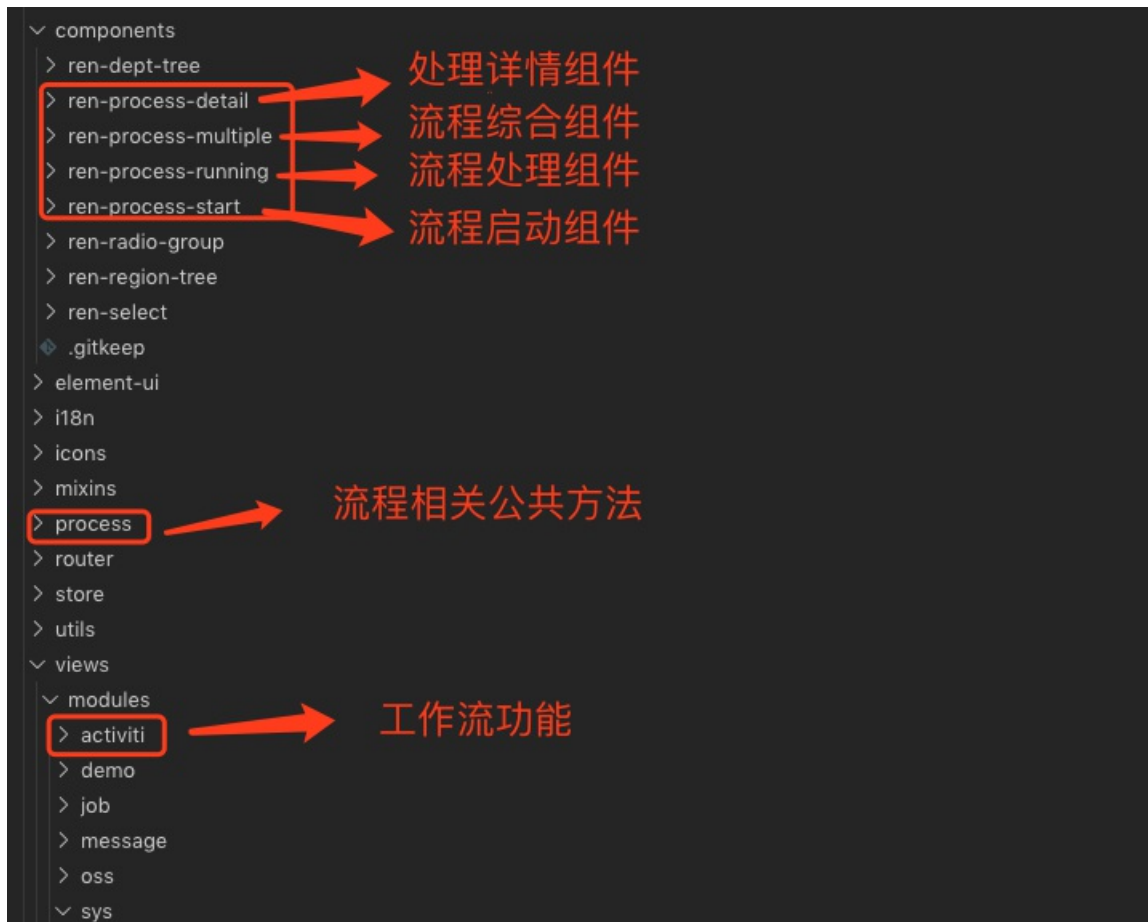 components
ren-dept-tree
ren-process-detail
处理详情组件
ren-process-multiple
流程综合组件
ren-process-running
流程处理组件
ren-process-start
流程启动组件
ren-radio-group
ren-region-tree
ren-select
.gitkeep
element-ui
i18n
icons
mixins
process
流程相关公共方法
router
store
utils
views
modules
activiti
工作流功能
demo
job
message
oss
sys